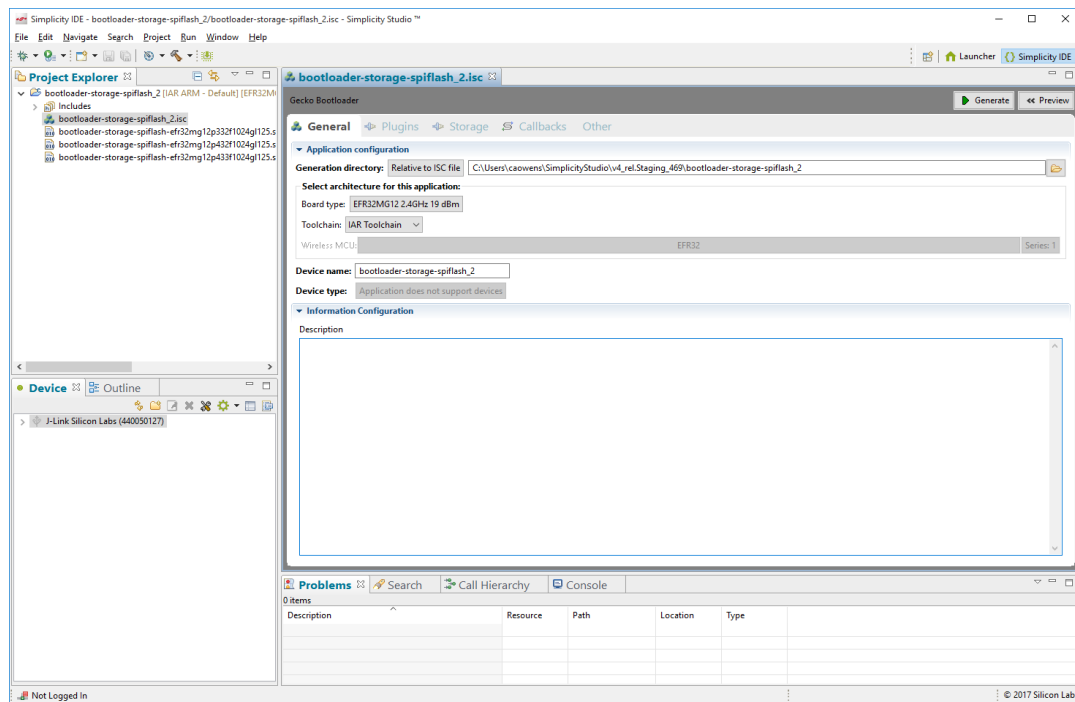 Simplicity IDE - bootloader-storage-spiflash_2/bootloader-storage-spiflash_2.isc - Simplicity Studio ™
File Edit Navigate Search Project Run Window Help
Launcher Simplicity IDE
Project Explorer
bootloader-storage-spiflash_2 [IAR ARM - Default] [EFR32M
Includes
bootloader-storage-spiflash_2.isc
bootloader-storage-spiflash-efr32mg12p332f1024gl125.s
bootloader-storage-spiflash-efr32mg12p432f1024gl125.s
bootloader-storage-spiflash-efr32mg12p433f1024gl125.s
Device Outline
J-Link Silicon Labs (440050127)
bootloader-storage-spiflash_2.isc
Gecko Bootloader
Generate Preview
General Plugins Storage Callbacks Other
Application configuration
Generation directory: Relative to ISC file C:\Users\caowens\SimplicityStudio\v4_rel.Staging_469\bootloader-storage-spiflash_2
Select architecture for this application:
Board type: EFR32MG12 2.4GHz 19 dBm
Toolchain: IAR Toolchain
Wireless MCU: EFR32 Series: 1
Device name: bootloader-storage-spiflash_2
Device type: Application does not support devices
Information Configuration
Description
Problems Search Call Hierarchy Console
0 items
Description Resource Path Location Type
Not Logged In
© 2017 Silicon Lab